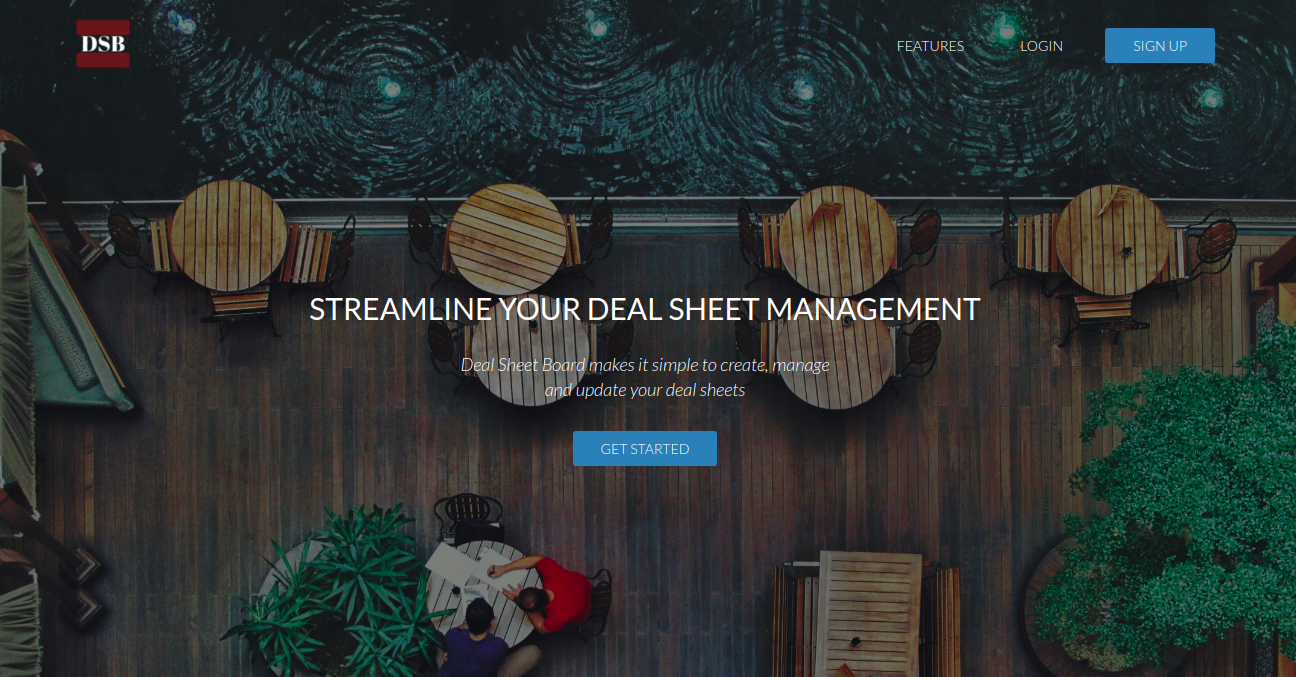 DSB
FEATURES
LOGIN
SIGN UP
STREAMLINE YOUR DEAL SHEET MANAGEMENT
Deal Sheet Board makes it simple to create, manage
and update your deal sheets
GET STARTED